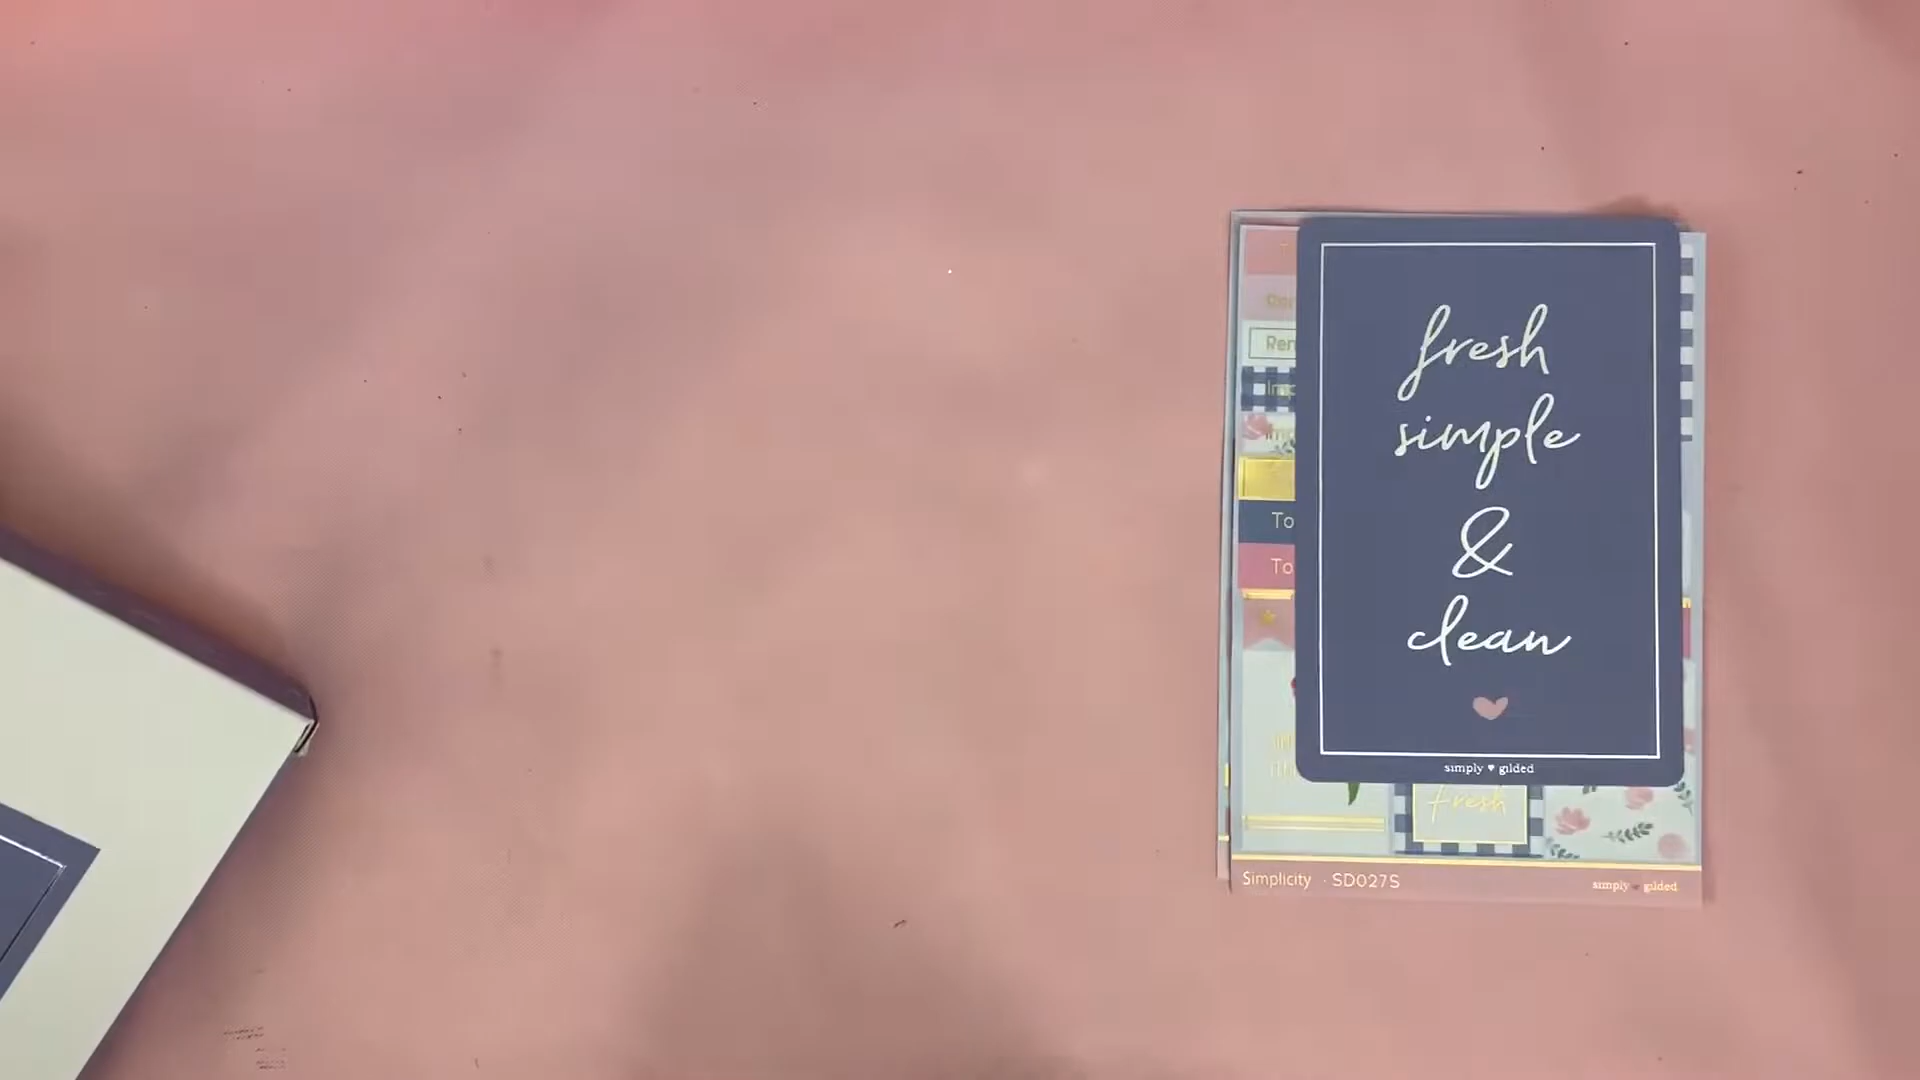 fresh
simple
&
clean
simply ♥ gilded
To
To
fresh
Simplicity · SD027S
simply ♥ gilded